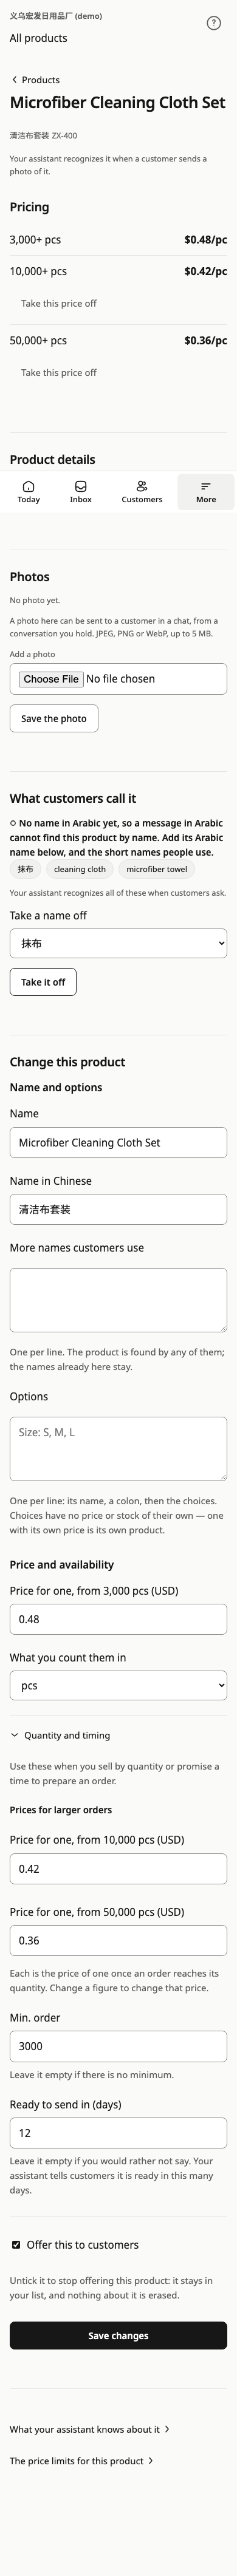 义乌宏发日用品厂 (demo)
All products
Products
Microfiber Cleaning Cloth Set
清洁布套装 ZX-400
Your assistant recognizes it when a customer sends a
photo of it.
Pricing
3,000+ pcs $0.48/pc
10,000+ pcs $0.42/pc
Take this price off
50,000+ pcs $0.36/pc
Take this price off
Product details
Today Inbox Customers More
Photos
No photo yet.
A photo here can be sent to a customer in a chat, from a
conversation you hold. JPEG, PNG or WebP, up to 5 MB.
Add a photo
Choose File No file chosen
Save the photo
What customers call it
No name in Arabic yet, so a message in Arabic
cannot find this product by name. Add its Arabic
name below, and the short names people use.
抹布 cleaning cloth microfiber towel
Your assistant recognizes all of these when customers ask.
Take a name off
抹布
Take it off
Change this product
Name and options
Name
Microfiber Cleaning Cloth Set
Name in Chinese
清洁布套装
More names customers use
One per line. The product is found by any of them;
the names already here stay.
Options
Size: S, M, L
One per line: its name, a colon, then the choices.
Choices have no price or stock of their own — one
with its own price is its own product.
Price and availability
Price for one, from 3,000 pcs (USD)
0.48
What you count them in
pcs
Quantity and timing
Use these when you sell by quantity or promise a
time to prepare an order.
Prices for larger orders
Price for one, from 10,000 pcs (USD)
0.42
Price for one, from 50,000 pcs (USD)
0.36
Each is the price of one once an order reaches its
quantity. Change a figure to change that price.
Min. order
3000
Leave it empty if there is no minimum.
Ready to send in (days)
12
Leave it empty if you would rather not say. Your
assistant tells customers it is ready in this many
days.
Offer this to customers
Untick it to stop offering this product: it stays in
your list, and nothing about it is erased.
Save changes
What your assistant knows about it
The price limits for this product